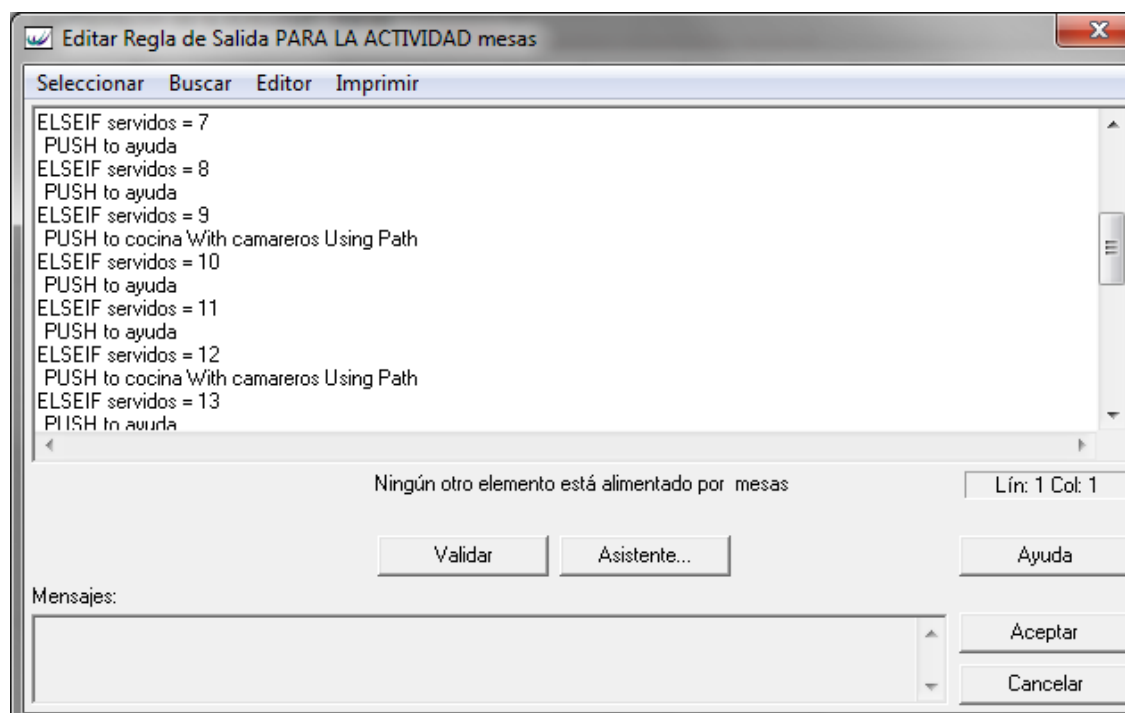 Editar Regla de Salida PARA LA ACTIVIDAD mesas
Seleccionar Buscar Editor Imprimir
ELSEIF servidos = 7
PUSH to ayuda
ELSEIF servidos = 8
PUSH to ayuda
ELSEIF servidos = 9
PUSH to cocina With camareros Using Path
ELSEIF servidos = 10
PUSH to ayuda
ELSEIF servidos = 11
PUSH to ayuda
ELSEIF servidos = 12
PUSH to cocina With camareros Using Path
ELSEIF servidos = 13
PUSH to ayuda
Ningún otro elemento está alimentado por mesas
Lín: 1 Col: 1
Validar
Asistente...
Ayuda
Mensajes:
Aceptar
Cancelar